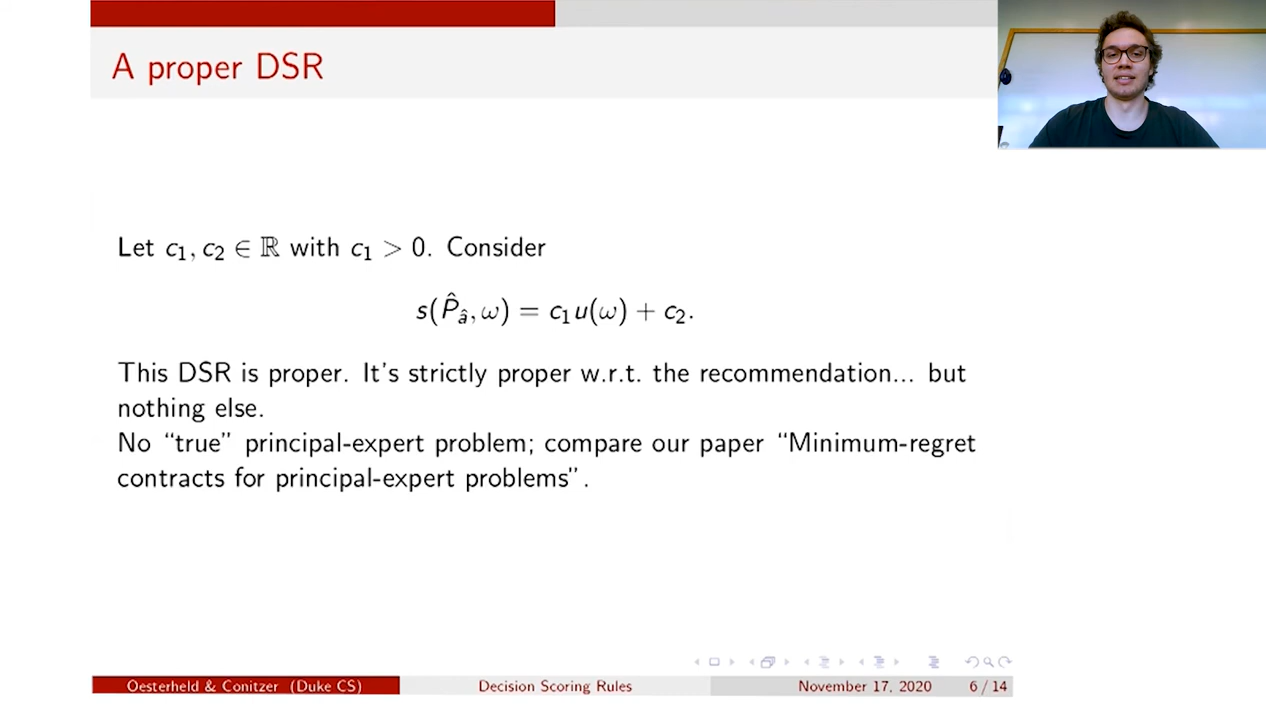 A proper DSR
Let c₁, c₂ ∈ ℝ with c₁ > 0. Consider
s(P̂_â, ω) = c₁u(ω) + c₂.
This DSR is proper. It's strictly proper w.r.t. the recommendation... but
nothing else.
No “true” principal-expert problem; compare our paper “Minimum-regret
contracts for principal-expert problems”.
Oesterheld & Conitzer (Duke CS) Decision Scoring Rules November 17, 2020 6 / 14